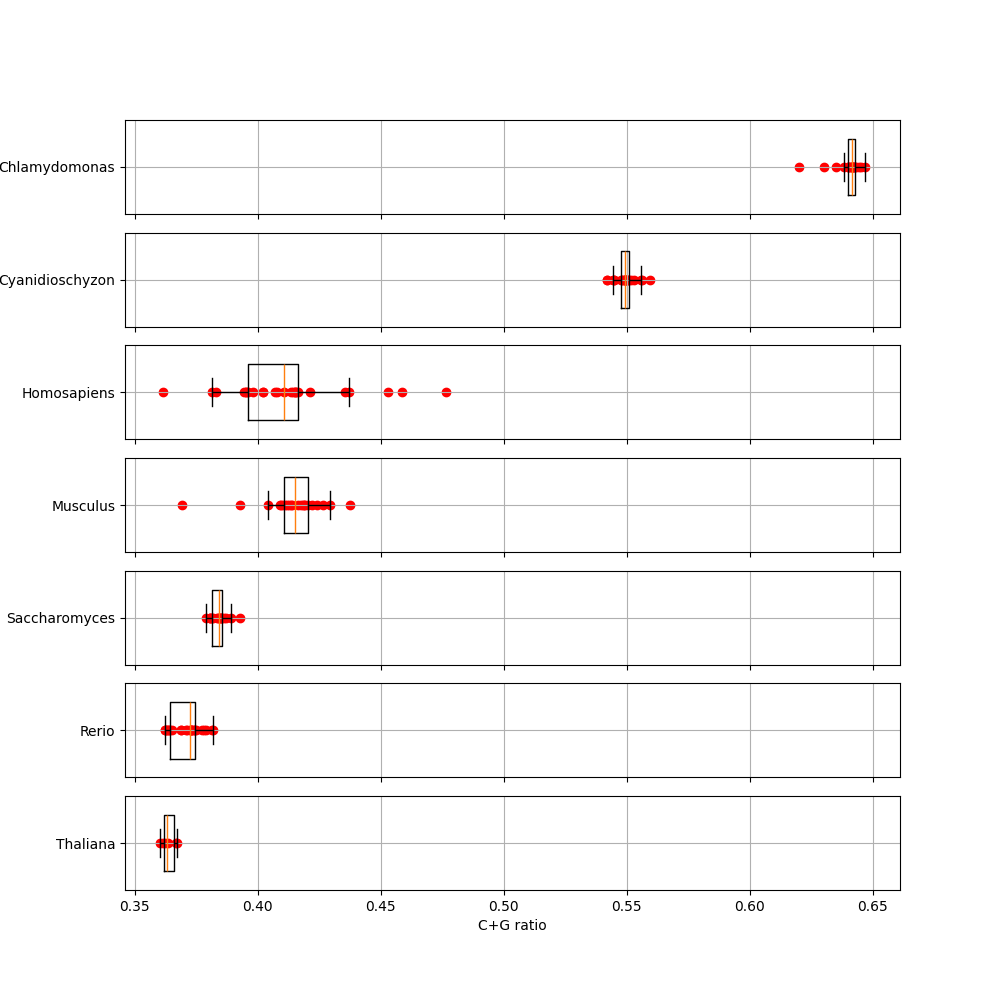 Chlamydomonas
Cyanidioschyzon
Homosapiens
Musculus
Saccharomyces
Rerio
Thaliana
0.35 0.40 0.45 0.50 0.55 0.60 0.65
C+G ratio